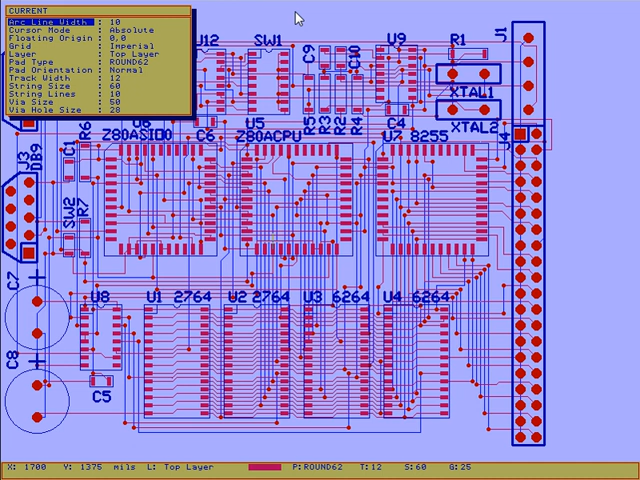 CURRENT
Arc Line Width : 10
Cursor Mode : Absolute
Floating Origin : 0,0
Grid : Imperial
Layer : Top Layer
Pad Type : ROUND62
Pad Orientation : Normal
Track Width : 12
String Size : 60
String Lines : 10
Via Size : 50
Via Hole Size : 28
U12
SW1
C9
C10
U9
R1
J1
XTAL1
XTAL2
R5
R3
R2
R4
C4
C6
J4
R6
U6
Z80ASIO0
U5
Z80ACPU
U7 8255
C1
J3
DB9
SW2
R7
C7
+
U8
U1 2764
U2 2764
U3 6264
U4 6264
C8
+
C5
X: 1700 Y: 1375 mils L: Top Layer P:ROUND62 T:12 S:60 G:25